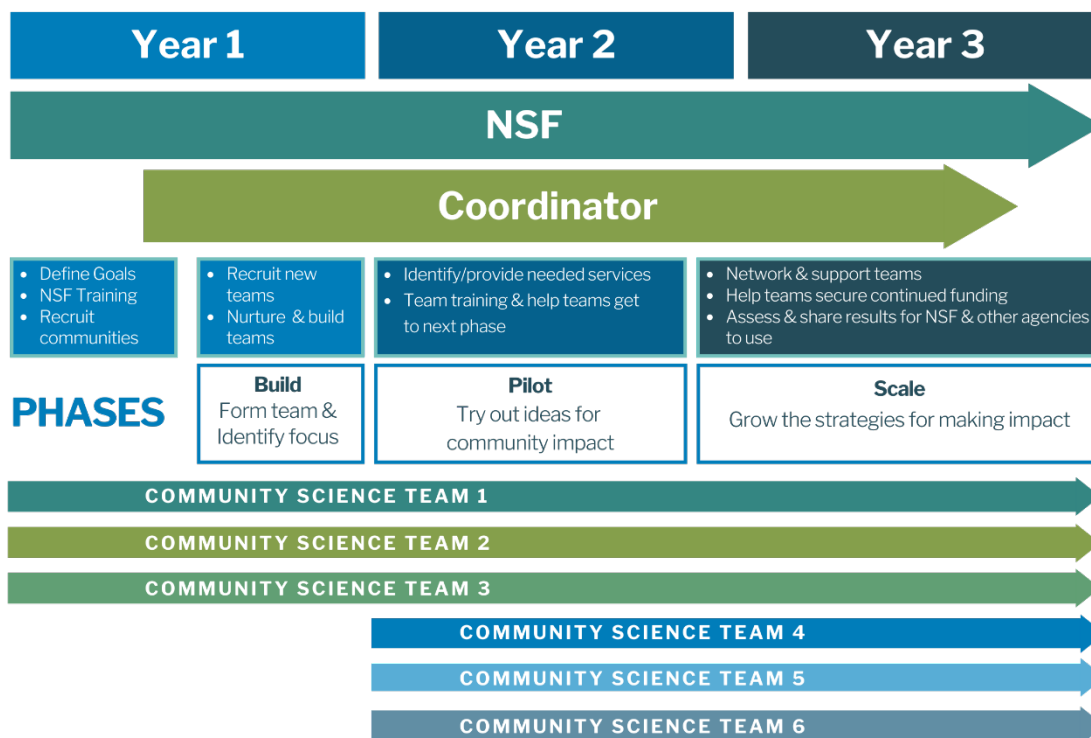 Year 1
Year 2
Year 3
NSF
Coordinator
• Define Goals
• NSF Training
• Recruit
communities
• Recruit new
teams
• Nurture & build
teams
• Identify/provide needed services
• Team training & help teams get
to next phase
• Network & support teams
• Help teams secure continued funding
• Assess & share results for NSF & other agencies
to use
PHASES
Build
Form team &
Identify focus
Pilot
Try out ideas for
community impact
Scale
Grow the strategies for making impact
COMMUNITY SCIENCE TEAM 1
COMMUNITY SCIENCE TEAM 2
COMMUNITY SCIENCE TEAM 3
COMMUNITY SCIENCE TEAM 4
COMMUNITY SCIENCE TEAM 5
COMMUNITY SCIENCE TEAM 6